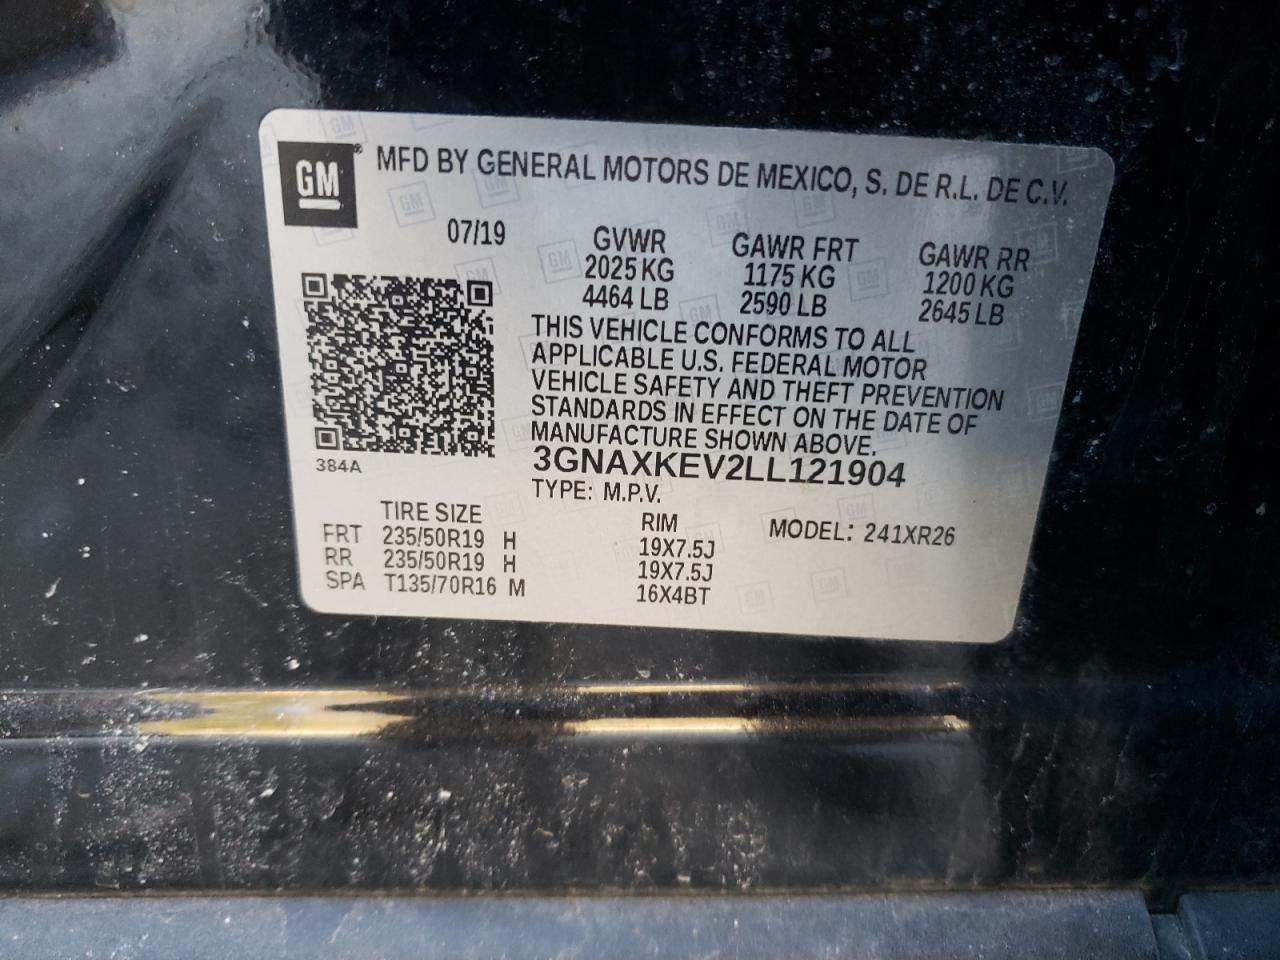 GM® MFD BY GENERAL MOTORS DE MEXICO, S. DE R.L. DE C.V.
07/19 GVWR GAWR FRT GAWR RR
2025 KG 1175 KG 1200 KG
4464 LB 2590 LB 2645 LB
THIS VEHICLE CONFORMS TO ALL
APPLICABLE U.S. FEDERAL MOTOR
VEHICLE SAFETY AND THEFT PREVENTION
STANDARDS IN EFFECT ON THE DATE OF
MANUFACTURE SHOWN ABOVE.
384A
3GNAXKEV2LL121904
TYPE: M.P.V.
TIRE SIZE RIM MODEL: 241XR26
FRT 235/50R19 H 19X7.5J
RR 235/50R19 H 19X7.5J
SPA T135/70R16 M 16X4BT